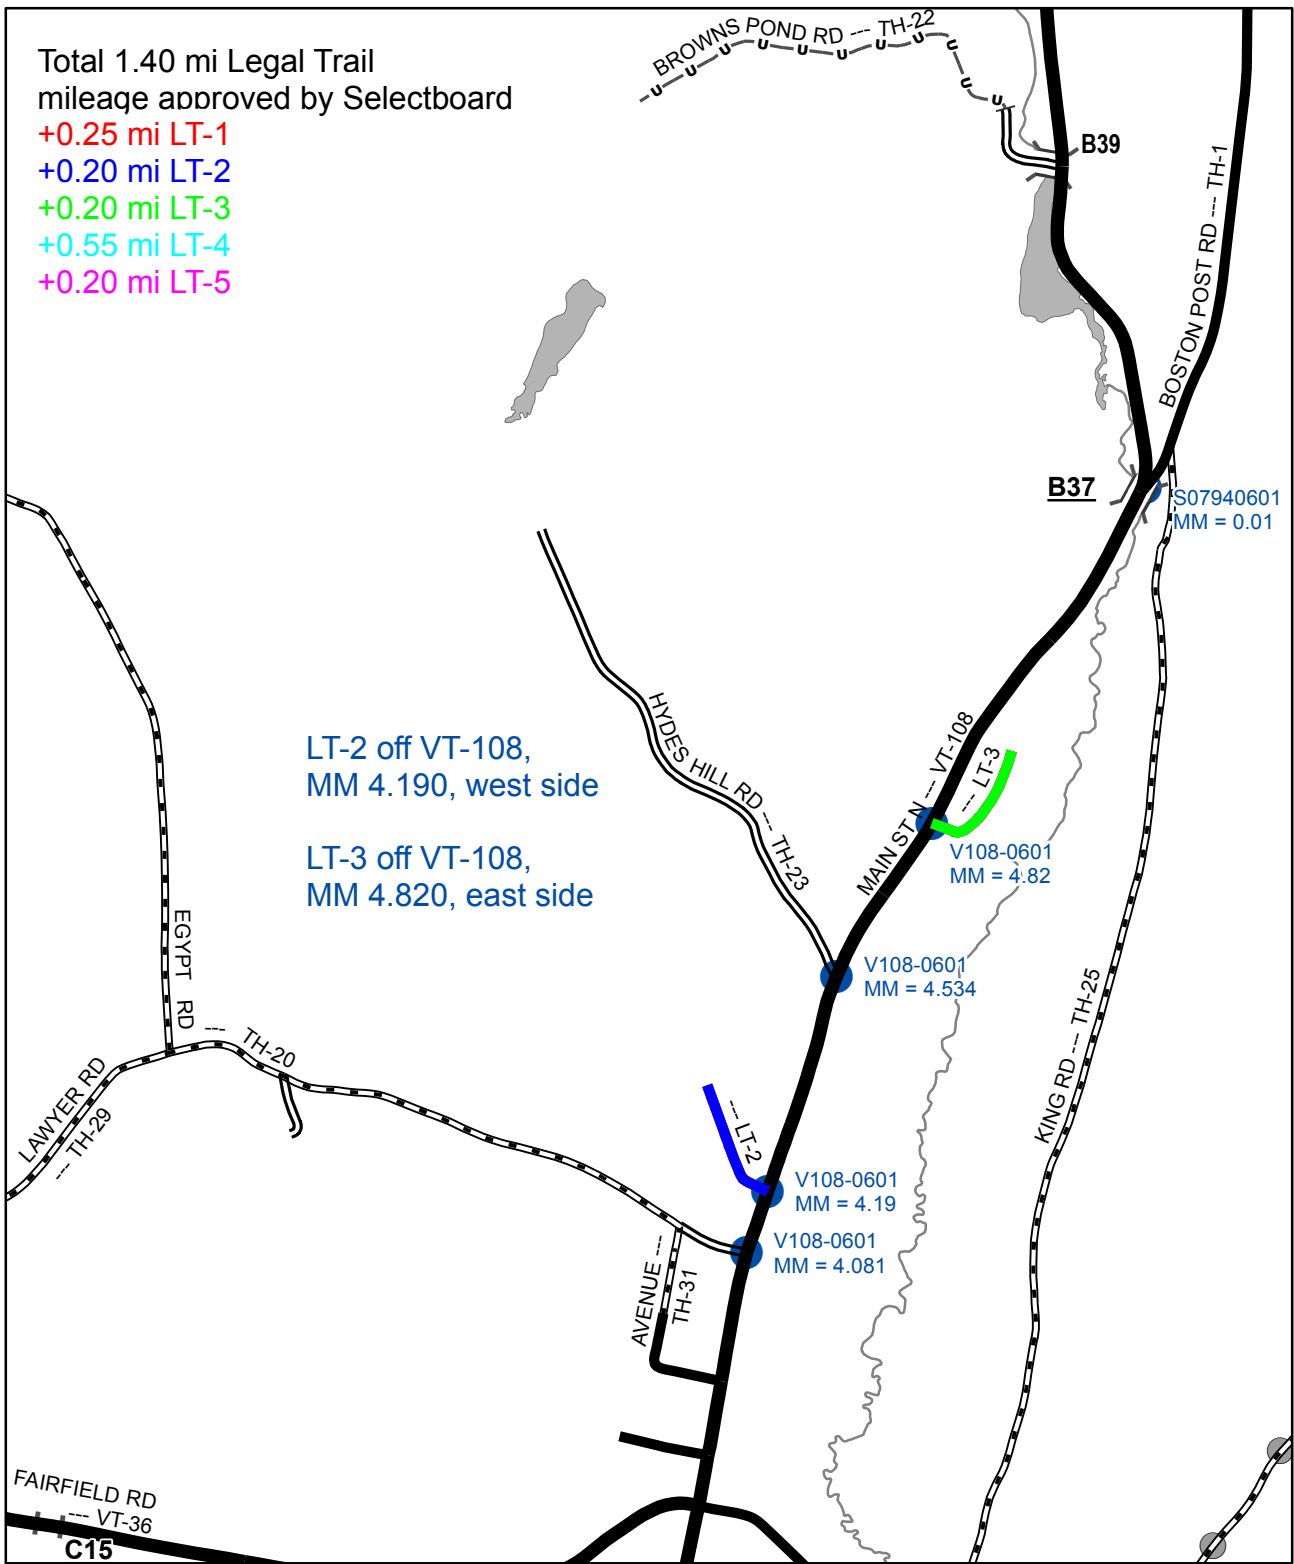 Total 1.40 mi Legal Trail
mileage approved by Selectboard
+0.25 mi LT-1
+0.20 mi LT-2
+0.20 mi LT-3
+0.55 mi LT-4
+0.20 mi LT-5
BROWNS POND RD --- TH-22
U U U U U U U U U U
B39
BOSTON POST RD --- TH-1
B37
S07940601
MM = 0.01
HYDES HILL RD --- TH-23
LT-2 off VT-108,
MM 4.190, west side
LT-3 off VT-108,
MM 4.820, east side
MAIN ST N --- VT-108
--- LT-3
V108-0601
MM = 4.82
EGYPT RD
V108-0601
MM = 4.534
KING RD --- TH-25
--- TH-20
LAWYER RD
--- TH-29
--- LT-2
V108-0601
MM = 4.19
V108-0601
MM = 4.081
AVENUE ---
TH-31
FAIRFIELD RD
--- VT-36
C15